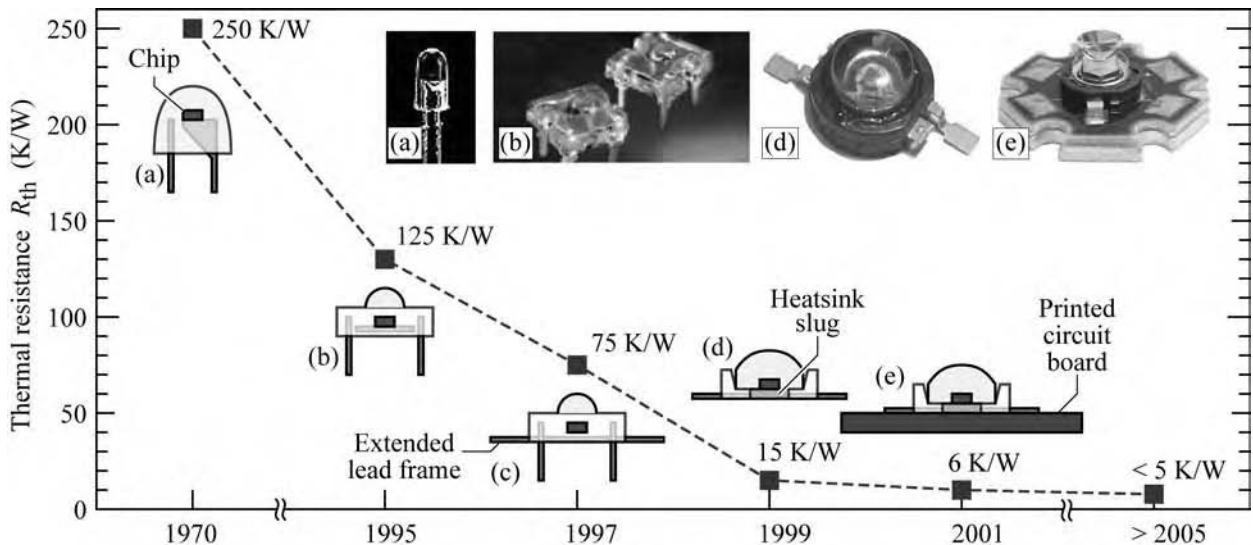 250
200
150
100
50
0
Thermal resistance R_th (K/W)
250 K/W
Chip
(a)
(a)
(b)
(d)
(e)
125 K/W
(b)
75 K/W
Extended
lead frame
(c)
Heatsink
slug
(d)
Printed
circuit
board
(e)
15 K/W
6 K/W
< 5 K/W
1970
1995
1997
1999
2001
> 2005